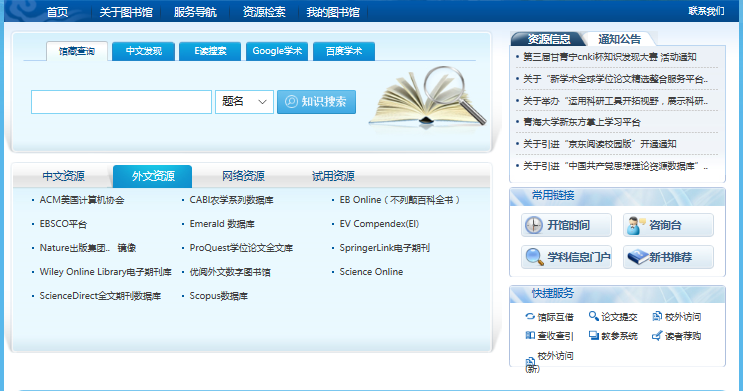 首页 关于图书馆 服务导航 资源检索 我的图书馆 联系我们
馆藏查询 中文发现 E读搜索 Google学术 百度学术
题名 知识搜索
资源信息 通知公告
第三届甘青宁cnki杯知识发现大赛 活动通知
关于“新学术全球学位论文精选整合服务平台..
关于举办“运用科研工具开拓视野，展示科研..
青海大学新东方掌上学习平台
关于引进“京东阅读校园版”开通通知
关于引进“中国共产党思想理论资源数据库”..
中文资源 外文资源 网络资源 试用资源
ACM美国计算机协会 CABI农学系列数据库 EB Online（不列颠百科全书）
EBSCO平台 Emerald 数据库 EV Compendex(EI)
Nature出版集团.. 镜像 ProQuest学位论文全文库 SpringerLink电子期刊
Wiley Online Library电子期刊库 优阅外文数字图书馆 Science Online
ScienceDirect全文期刊数据库 Scopus数据库
常用链接
开馆时间 咨询台
学科信息门户 新书推荐
快捷服务
馆际互借 论文提交 校外访问
查收查引 教参系统 读者荐购
校外访问
(新)